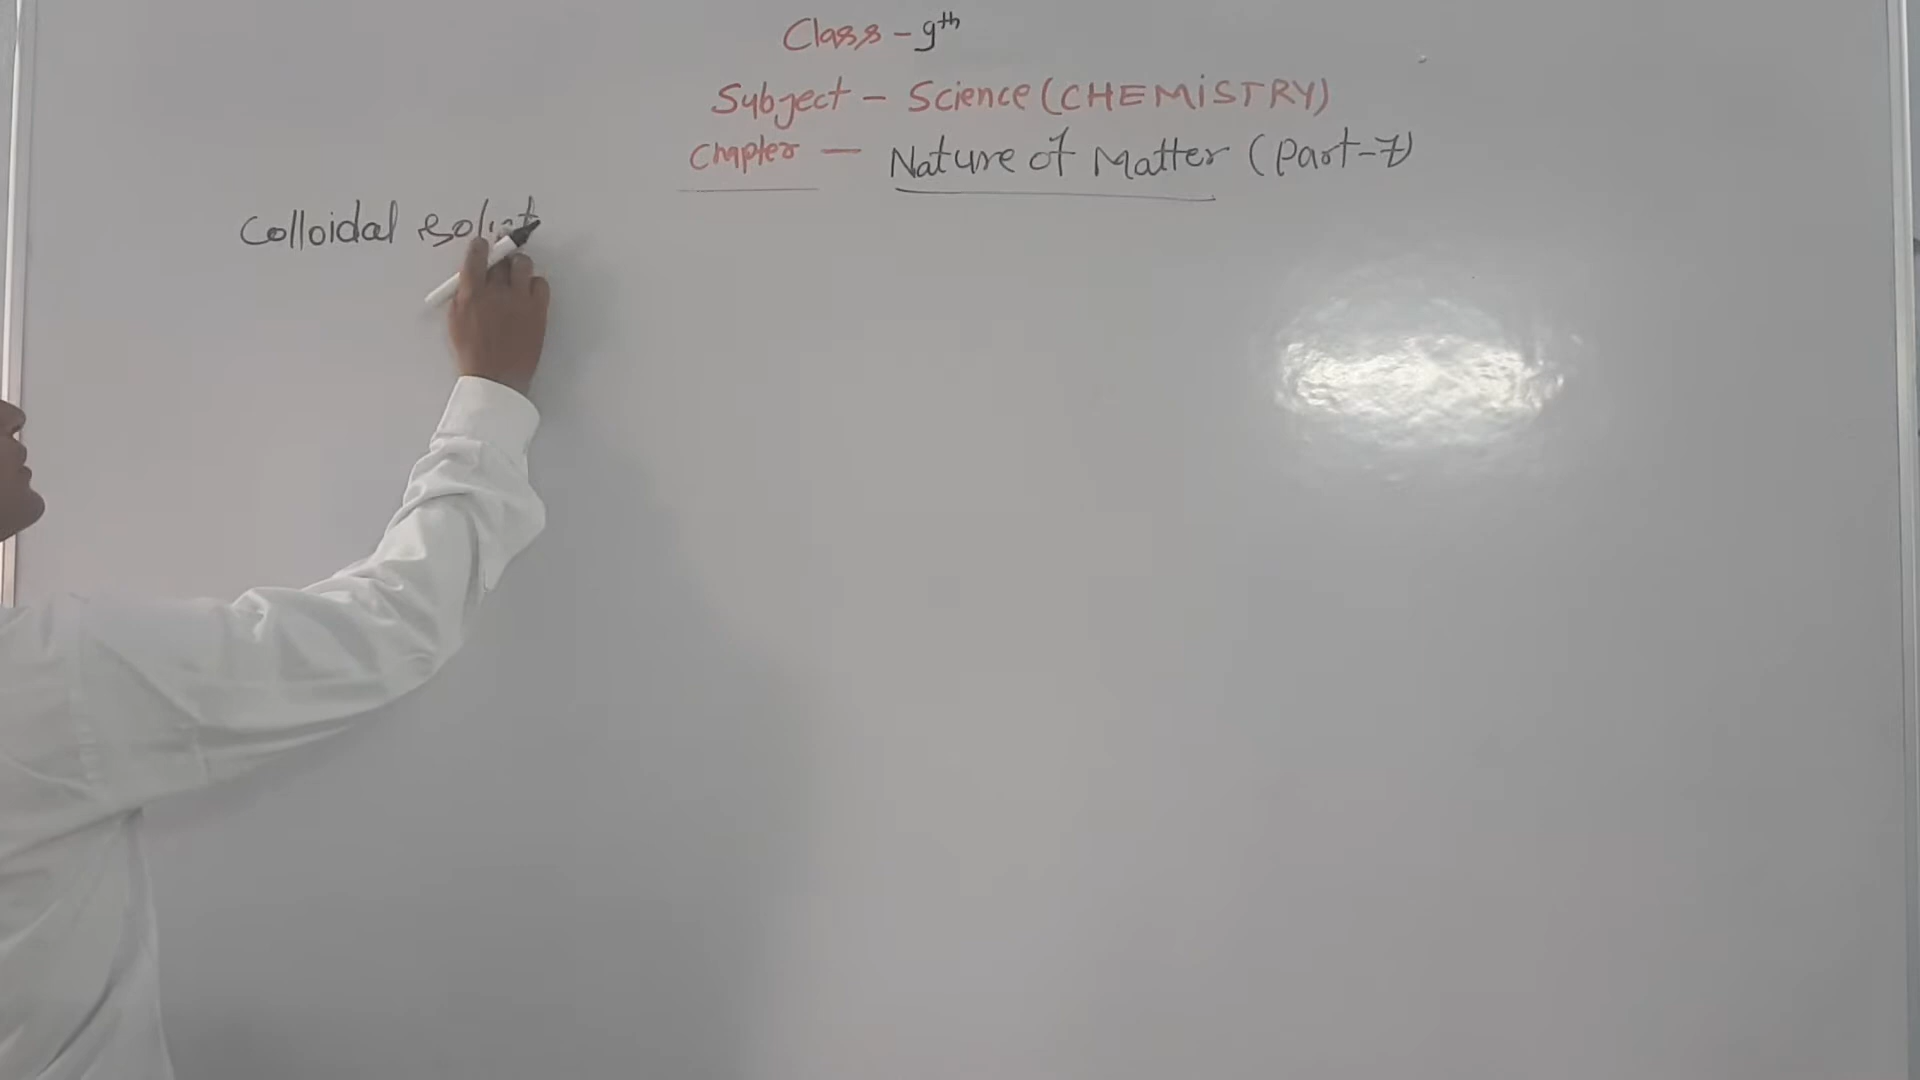 Class - 9th
Subject - Science (CHEMiSTRY)
Chapter - Nature of Matter (Part-7)
Colloidal